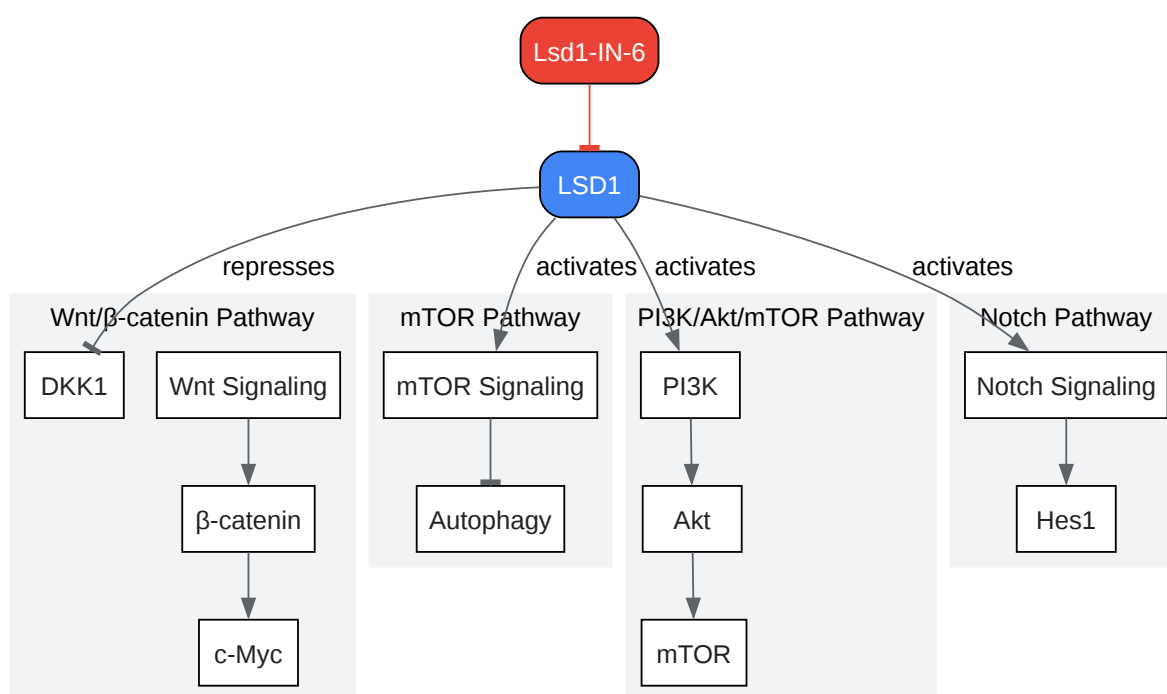 Lsd1-IN-6
LSD1
represses
activates
activates
activates
Wnt/β-catenin Pathway
mTOR Pathway
PI3K/Akt/mTOR Pathway
Notch Pathway
DKK1
Wnt Signaling
mTOR Signaling
PI3K
Notch Signaling
β-catenin
Autophagy
Akt
Hes1
c-Myc
mTOR